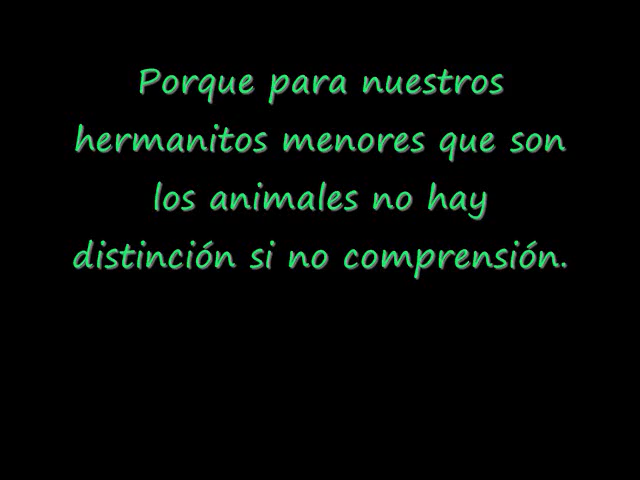 Porque para nuestros
hermanitos menores que son
los animales no hay
distinción si no comprensión.